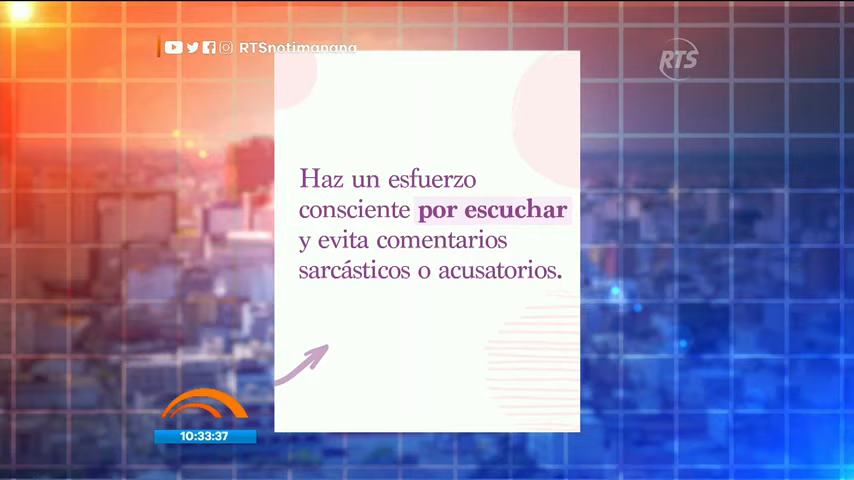 RTSnotimanana
RTS
Haz un esfuerzo
consciente por escuchar
y evita comentarios
sarcásticos o acusatorios.
10:33:37